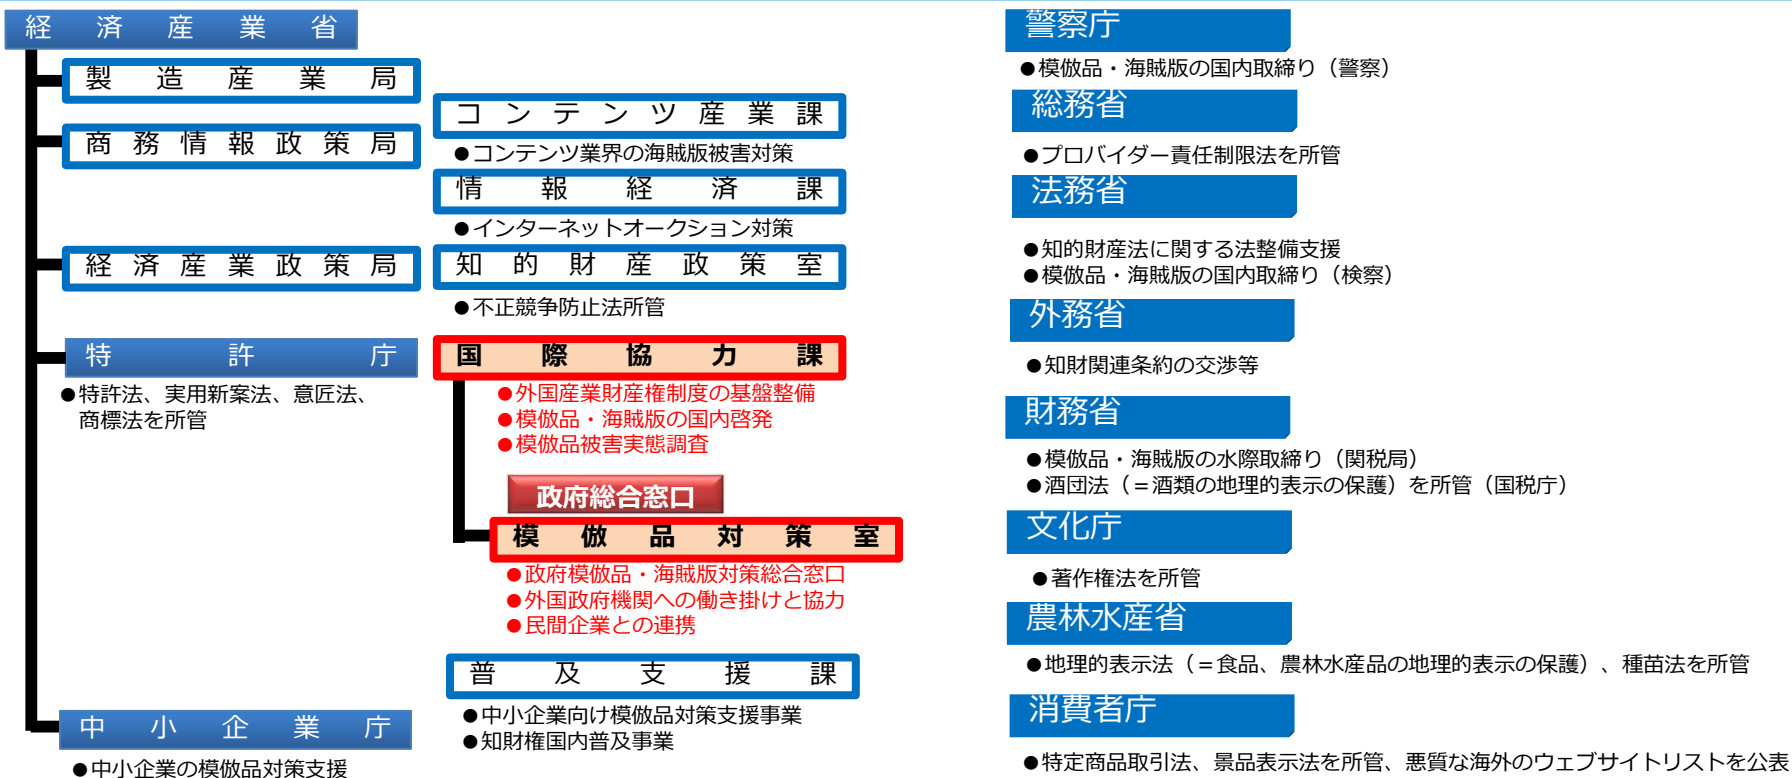 経済産業省
製造産業局
商務情報政策局
コンテンツ産業課
●コンテンツ業界の海賊版被害対策
情報経済課
●インターネットオークション対策
経済産業政策局
知的財産政策室
●不正競争防止法所管
特許庁
●特許法、実用新案法、意匠法、
商標法を所管
国際協力課
●外国産業財産権制度の基盤整備
●模倣品・海賊版の国内啓発
●模倣品被害実態調査
政府総合窓口
模倣品対策室
●政府模倣品・海賊版対策総合窓口
●外国政府機関への働き掛けと協力
●民間企業との連携
普及支援課
●中小企業向け模倣品対策支援事業
●知財権国内普及事業
中小企業庁
●中小企業の模倣品対策支援
警察庁
●模倣品・海賊版の国内取締り（警察）
総務省
●プロバイダー責任制限法を所管
法務省
●知的財産法に関する法整備支援
●模倣品・海賊版の国内取締り（検察）
外務省
●知財関連条約の交渉等
財務省
●模倣品・海賊版の水際取締り（関税局）
●酒団法（＝酒類の地理的表示の保護）を所管（国税庁）
文化庁
●著作権法を所管
農林水産省
●地理的表示法（＝食品、農林水産品の地理的表示の保護）、種苗法を所管
消費者庁
●特定商品取引法、景品表示法を所管、悪質な海外のウェブサイトリストを公表